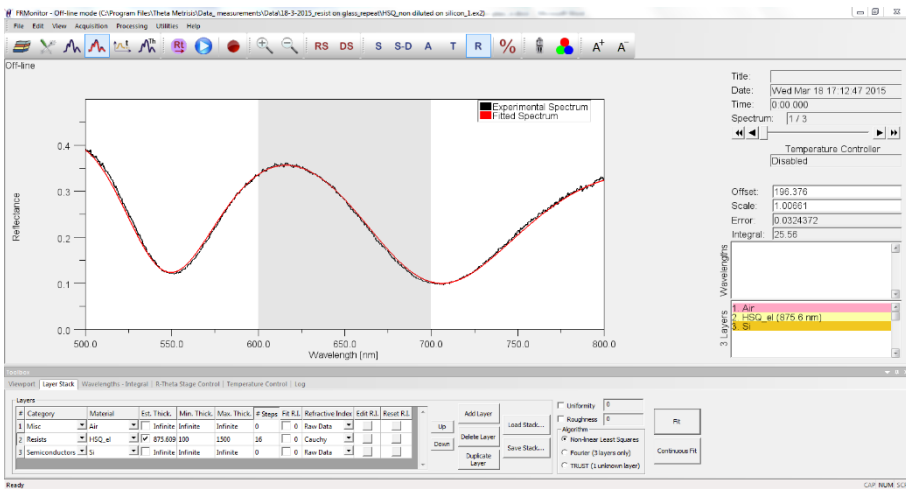 FRMonitor - Off-line mode (C:\Program Files\Theta Metrisis\Data_ measurements\Data\18-3-2015_resist on glass_repeat\HSQ_non diluted on silicon_1.ex2)
File Edit View Acquisition Processing Utilities Help
Rt RS DS S S-D A T R % A+ A-
Off-line
Experimental Spectrum
Fitted Spectrum
Reflectance
0.4
0.3
0.2
0.1
0.0
500.0 550.0 600.0 650.0 700.0 750.0 800.0
Wavelength [nm]
Title:
Date: Wed Mar 18 17:12:47 2015
Time: 0:00 000
Spectrum: 1 / 3
Temperature Controller
Disabled
Offset: 196.376
Scale: 1.00661
Error: 0.0324372
Integral: 25.56
Wavelengths
3 Layers
1. Air
2. HSQ_el (875.6 nm)
3. Si
Toolbox
Viewport Layer Stack Wavelengths - Integral R-Theta Stage Control Temperature Control Log
Layers
# Category Material Est. Thick. Min. Thick. Max. Thick. # Steps Fit R.I. Refractive Index Edit R.I. Reset R.I.
1 Misc Air Infinite Infinite Infinite 0 Raw Data
2 Resists HSQ_el 875.609 100 1500 16 Cauchy
3 Semiconductors Si Infinite Infinite Infinite 0 Raw Data
Up
Down
Add Layer
Delete Layer
Duplicate Layer
Load Stack...
Save Stack...
Uniformity 0
Roughness 0
Algorithm
Non-linear Least Squares
Fourier (3 layers only)
TRUST (1 unknown layer)
Fit
Continuous Fit
Ready
CAP NUM SC